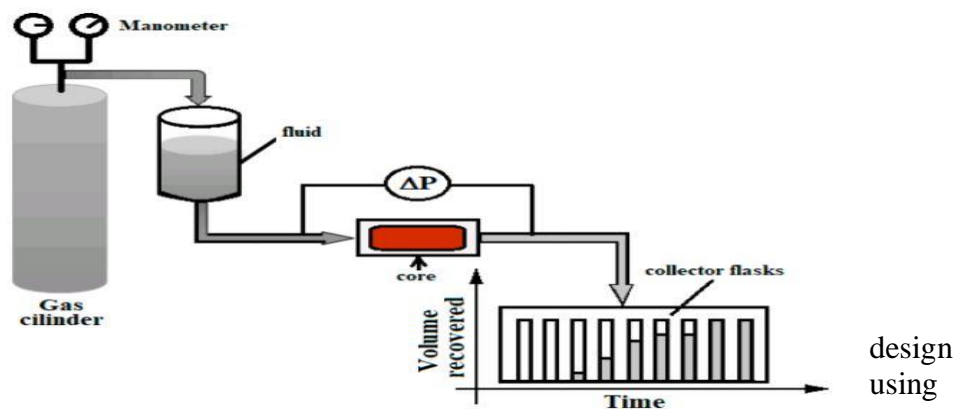 Manometer
fluid
ΔP
core
collector flasks
Gas
cilinder
Volume
recovered
Time
design
using